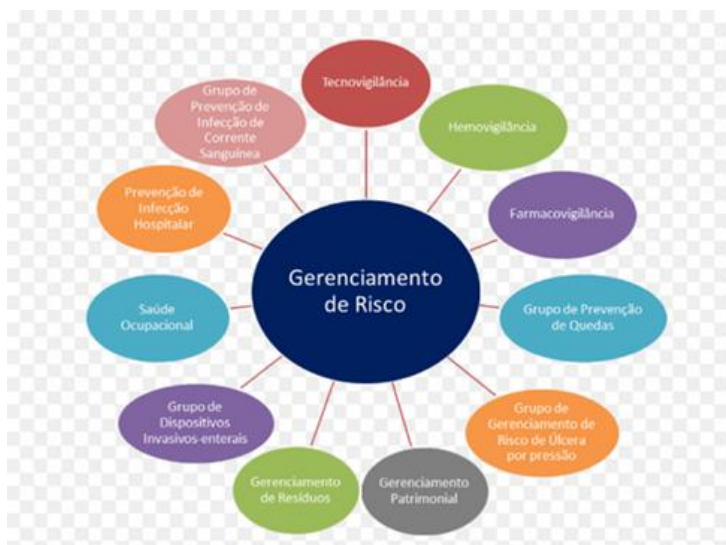 Gerenciamento
de Risco
Tecnovigilância
Hemovigilância
Farmacovigilância
Grupo de Prevenção
de Quedas
Grupo de
Gerenciamento de
Risco de Úlcera
por pressão
Gerenciamento
Patrimonial
Gerenciamento
de Resíduos
Grupo de
Dispositivos
Invasivos-enterais
Saúde
Ocupacional
Prevenção de
Infecção
Hospitalar
Grupo de
Prevenção de
Infecção de
Corrente
Sanguínea